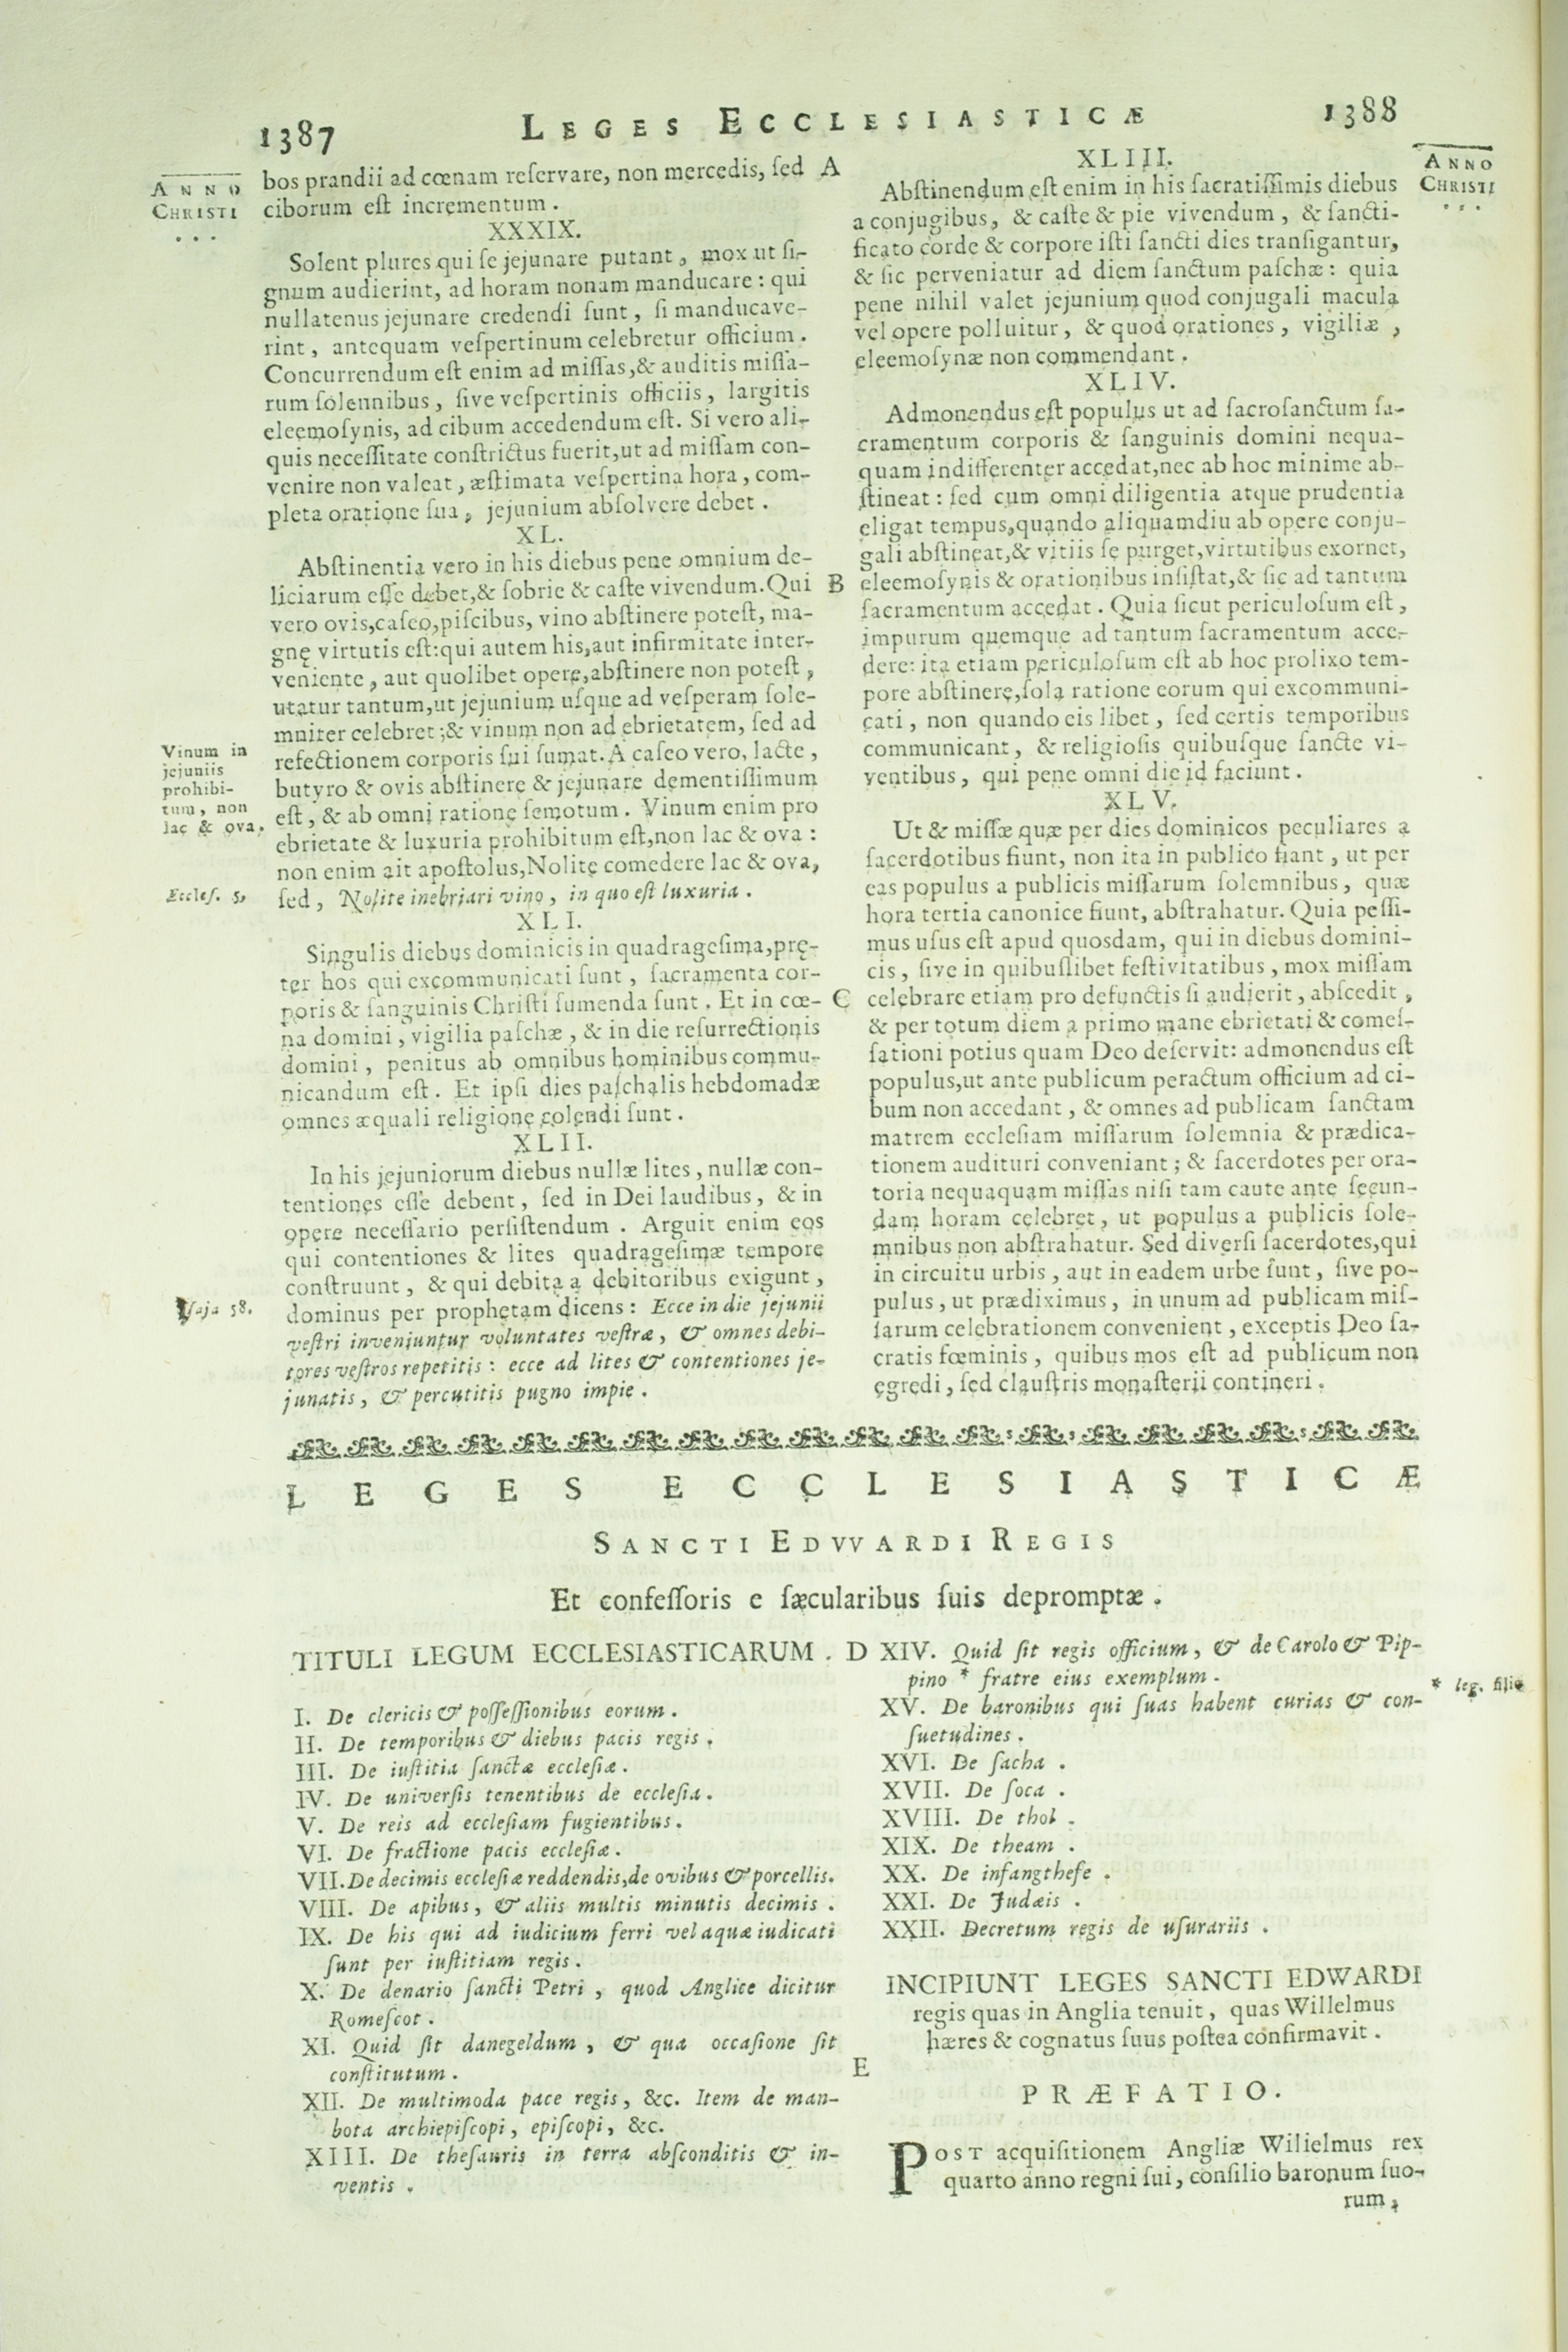 1387 LEGES ECCLESIASTICÆ 1388
ANNO
CHRISTI
. . .
bos prandii ad cœnam reſervare, non mercedis, ſed
ciborum eſt incrementum.
XXXIX.
Solent plures qui ſe jejunare putant, mox ut ſi-
gnum audierint, ad horam nonam manducare: qui
nullatenus jejunare credendi ſunt, ſi manducave-
rint, antequam veſpertinum celebretur officium.
Concurrendum eſt enim ad miſſas,& auditis miſſa-
rum ſolennibus, ſive veſpertinis officiis, largitis
eleemoſynis, ad cibum accedendum eſt. Si vero ali-
quis neceſſitate conſtrictus fuerit,ut ad miſſam con-
venire non valeat, æſtimata veſpertina hora, com-
pleta oratione ſua, jejunium abſolvere debet.
XL.
Abſtinentia vero in his diebus pene omnium de-
liciarum eſſe debet,& ſobrie & caſte vivendum. Qui
vero ovis,caſeo,piſcibus, vino abſtinere poteſt, ma-
gnę virtutis eſt:qui autem his,aut infirmitate inter-
veniente, aut quolibet opere,abſtinere non poteſt,
utatur tantum,ut jejunium uſque ad veſperam ſole-
mniter celebret;& vinum non ad ebrietatem, ſed ad
refectionem corporis ſui ſumat. A caſeo vero, lacte,
butyro & ovis abſtinere & jejunare dementiſſimum
eſt, & ab omni ratione ſemotum. Vinum enim pro
ebrietate & luxuria prohibitum eſt,non lac & ova:
non enim ait apoſtolus,Nolite comedere lac & ova,
ſed, Nolite inebriari vino, in quo eſt luxuria.
Vinum in
jejuniis
prohibi-
tum, non
lac & ova.
Eccleſ. 5,
XLI.
Singulis diebus dominicis in quadrageſima,prę-
ter hos qui excommunicati ſunt, ſacramenta cor-
poris & ſanguinis Chriſti ſumenda ſunt. Et in cœ-
na domini, vigilia paſchæ, & in die reſurrectionis
domini, penitus ab omnibus hominibus commu-
nicandum eſt. Et ipſi dies paſchalis hebdomadæ
omnes æquali religione colendi ſunt.
XLII.
In his jejuniorum diebus nullæ lites, nullæ con-
tentiones eſſe debent, ſed in Dei laudibus, & in
opere neceſſario perſiſtendum. Arguit enim eos
qui contentiones & lites quadrageſimæ tempore
conſtruunt, & qui debita a debitoribus exigunt,
dominus per prophetam dicens: Ecce in die jejunii
veſtri inveniuntur voluntates veſtræ, & omnes debi-
tores veſtros repetitis: ecce ad lites & contentiones je-
junatis, & percutitis pugno impie.
Iſaja 58.
A
B
C
XLIII.
Abſtinendum eſt enim in his ſacratiſſimis diebus
a conjugibus, & caſte & pie vivendum, & ſancti-
ficato corde & corpore iſti ſancti dies tranſigantur,
& ſic perveniatur ad diem ſanctum paſchæ: quia
pene nihil valet jejunium quod conjugali macula
vel opere polluitur, & quod orationes, vigiliæ,
eleemoſynæ non commendant.
ANNO
CHRISTI
. . .
XLIV.
Admonendus eſt populus ut ad ſacroſanctum ſa-
cramentum corporis & ſanguinis domini nequa-
quam indifferenter accedat,nec ab hoc minime ab-
ſtineat: ſed cum omni diligentia atque prudentia
eligat tempus,quando aliquamdiu ab opere conju-
gali abſtineat,& vitiis ſe purget,virtutibus exornet,
eleemoſynis & orationibus inſiſtat,& ſic ad tantum
ſacramentum accedat. Quia ſicut periculoſum eſt,
impurum quemque ad tantum ſacramentum acce-
dere: ita etiam periculoſum eſt ab hoc prolixo tem-
pore abſtinere,ſola ratione eorum qui excommuni-
cati, non quando eis libet, ſed certis temporibus
communicant, & religioſis quibuſque ſancte vi-
ventibus, qui pene omni die id faciunt.
XLV.
Ut & miſſæ quæ per dies dominicos peculiares a
ſacerdotibus fiunt, non ita in publico fiant, ut per
eas populus a publicis miſſarum ſolemnibus, quæ
hora tertia canonice fiunt, abſtrahatur. Quia peſſi-
mus uſus eſt apud quosdam, qui in diebus domini-
cis, ſive in quibuſlibet feſtivitatibus, mox miſſam
celebrare etiam pro defunctis ſi audierit, abſcedit,
& per totum diem a primo mane ebrietati & comeſ-
ſationi potius quam Deo deſervit: admonendus eſt
populus,ut ante publicum peractum officium ad ci-
bum non accedant, & omnes ad publicam ſanctam
matrem eccleſiam miſſarum ſolemnia & prædica-
tionem audituri conveniant; & ſacerdotes per ora-
toria nequaquam miſſas niſi tam caute ante ſecun-
dam horam celebret, ut populus a publicis ſole-
mnibus non abſtrahatur. Sed diverſi ſacerdotes,qui
in circuitu urbis, aut in eadem urbe ſunt, ſive po-
pulus, ut prædiximus, in unum ad publicam miſ-
ſarum celebrationem convenient, exceptis Deo ſa-
cratis fœminis, quibus mos eſt ad publicum non
egredi, ſed clauſtris monaſterii contineri.
LEGES ECCLESIASTICÆ
SANCTI EDVVARDI REGIS
Et confeſſoris e ſæcularibus ſuis depromptæ.
TITULI LEGUM ECCLESIASTICARUM.
I. De clericis & poſſeſſionibus eorum.
II. De temporibus & diebus pacis regis.
III. De iuſtitia ſanctæ eccleſiæ.
IV. De univerſis tenentibus de eccleſia.
V. De reis ad eccleſiam fugientibus.
VI. De fractione pacis eccleſiæ.
VII. De decimis eccleſiæ reddendis,de ovibus & porcellis.
VIII. De apibus, & aliis multis minutis decimis.
IX. De his qui ad iudicium ferri vel aquæ iudicati
ſunt per iuſtitiam regis.
X. De denario ſancti Petri, quod Anglice dicitur
Romeſcot.
XI. Quid ſit danegeldum, & qua occaſione ſit
conſtitutum.
XII. De multimoda pace regis, &c. Item de man-
bota archiepiſcopi, epiſcopi, &c.
XIII. De theſauris in terra abſconditis & in-
ventis.
D
E
XIV. Quid ſit regis officium, & de Carolo & Pip-
pino * fratre eius exemplum.
* leg. filio
XV. De baronibus qui ſuas habent curias & con-
ſuetudines.
XVI. De ſacha.
XVII. De ſoca.
XVIII. De thol.
XIX. De theam.
XX. De infangthefe.
XXI. De Judæis.
XXII. Decretum regis de uſurariis.
INCIPIUNT LEGES SANCTI EDWARDI
regis quas in Anglia tenuit, quas Willelmus
hæres & cognatus ſuus poſtea confirmavit.
PRÆFATIO.
POST acquiſitionem Angliæ Wilielmus rex
quarto anno regni ſui, conſilio baronum ſuo-
rum,